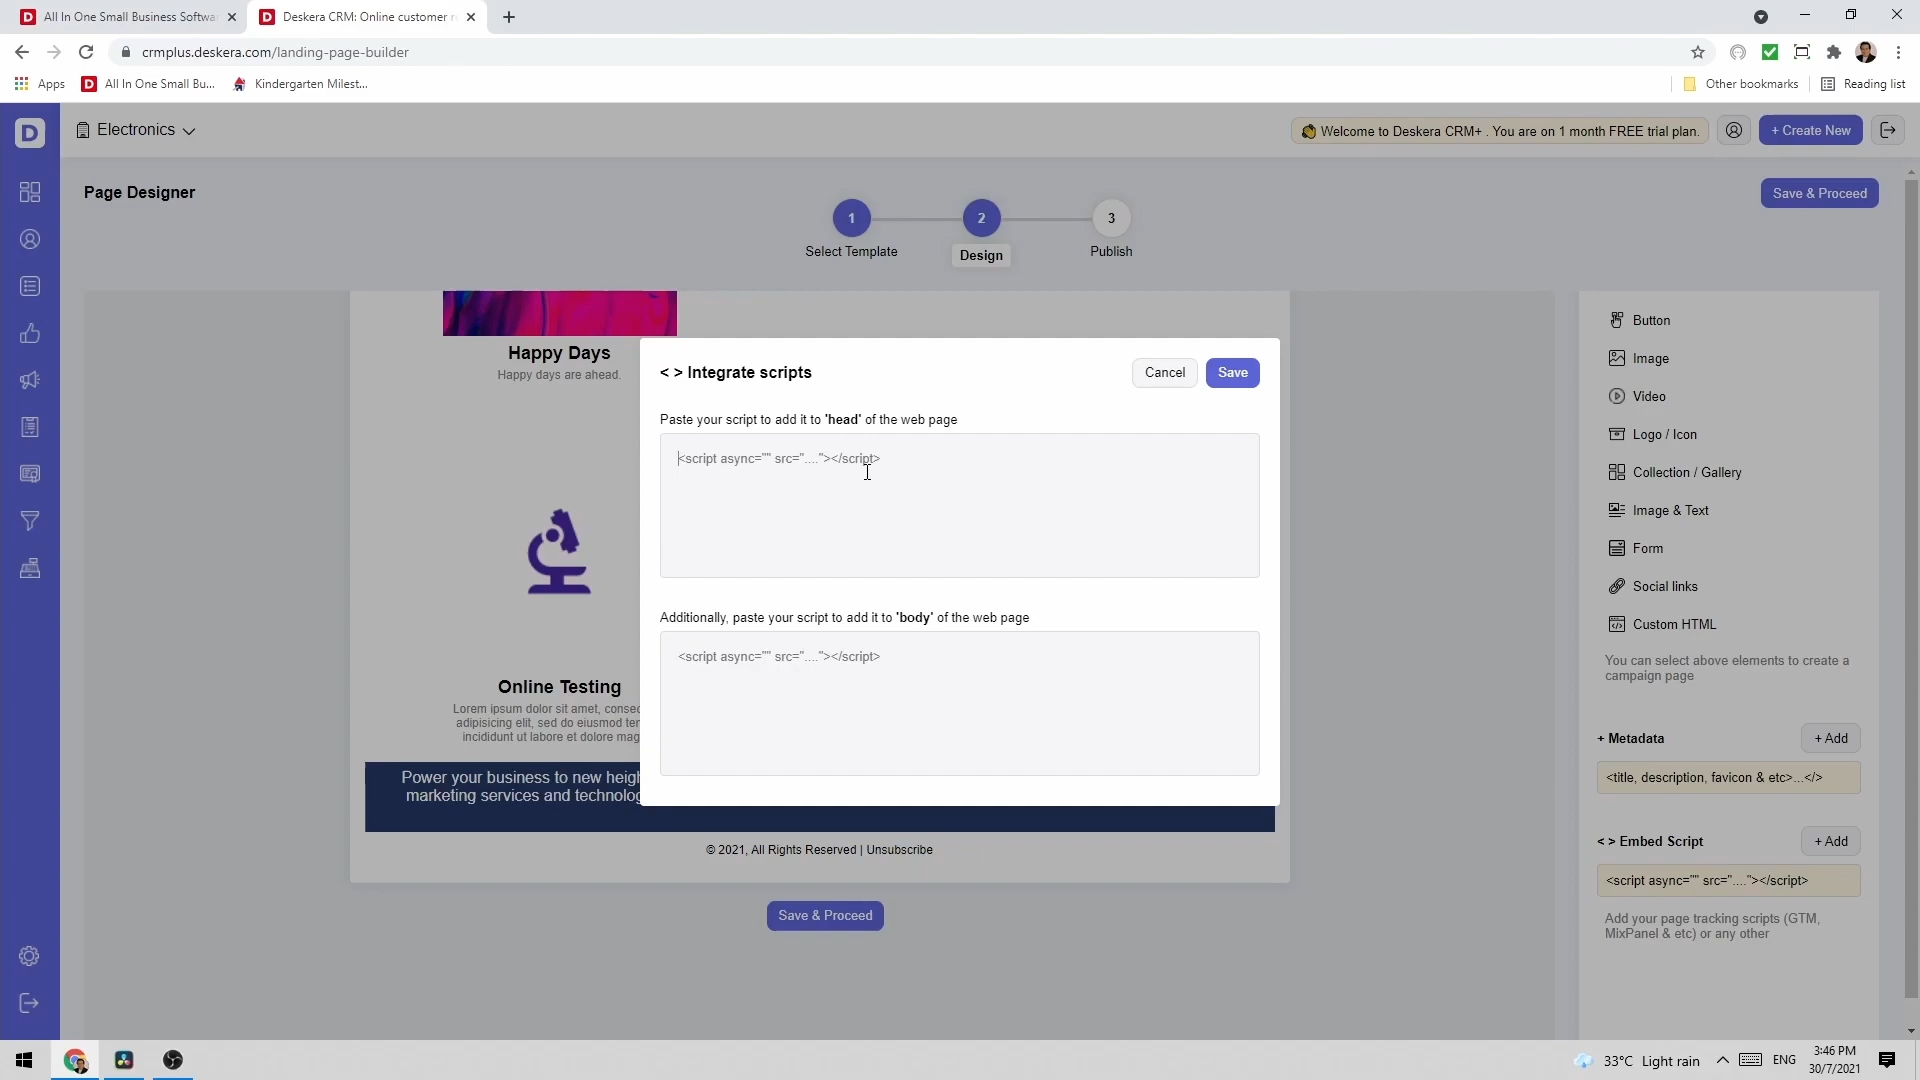 All In One Small Business Softwa
Deskera CRM: Online customer r
crmplus.deskera.com/landing-page-builder
Apps
All In One Small Bu...
Kindergarten Milest...
Other bookmarks
Reading list
D
Electronics
Welcome to Deskera CRM+ . You are on 1 month FREE trial plan.
+ Create New
Page Designer
Save & Proceed
1
2
3
Select Template
Design
Publish
Happy Days
Happy days are ahead.
< > Integrate scripts
Cancel
Save
Paste your script to add it to 'head' of the web page
<script async="" src="...."></script>
Additionally, paste your script to add it to 'body' of the web page
<script async="" src="...."></script>
Online Testing
Lorem ipsum dolor sit amet, consec
adipisicing elit, sed do eiusmod ter
incididunt ut labore et dolore mag
Power your business to new heigh
marketing services and technolog
© 2021, All Rights Reserved | Unsubscribe
Save & Proceed
Button
Image
Video
Logo / Icon
Collection / Gallery
Image & Text
Form
Social links
Custom HTML
You can select above elements to create a
campaign page
+ Metadata
+ Add
<title, description, favicon & etc>...</>
< > Embed Script
+ Add
<script async="" src="...."></script>
Add your page tracking scripts (GTM,
MixPanel & etc) or any other
33°C Light rain
ENG
3:46 PM
30/7/2021